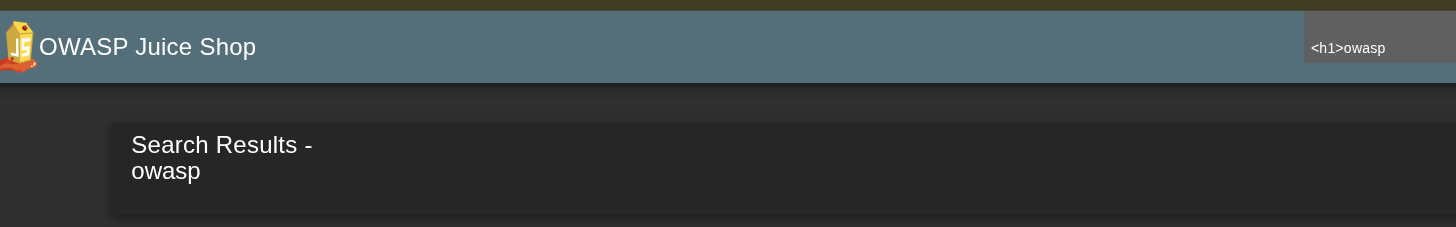 OWASP Juice Shop
<h1>owasp
Search Results -
owasp